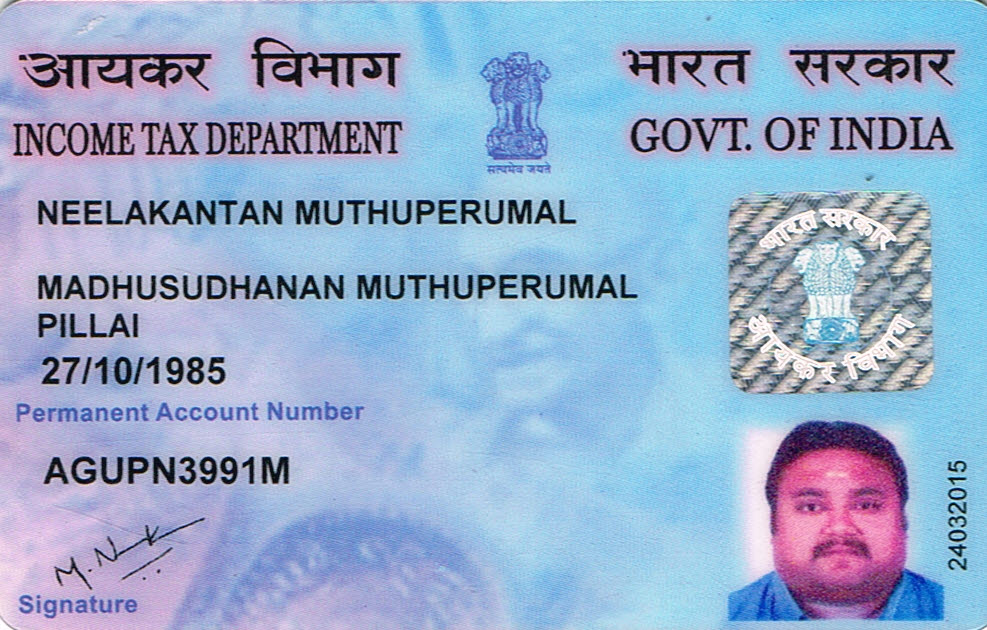 आयकर विभाग
INCOME TAX DEPARTMENT
सत्यमेव जयते
भारत सरकार
GOVT. OF INDIA
NEELAKANTAN MUTHUPERUMAL
MADHUSUDHANAN MUTHUPERUMAL
PILLAI
27/10/1985
Permanent Account Number
AGUPN3991M
M.N.K
Signature
भारत सरकार
आयकर विभाग
24032015